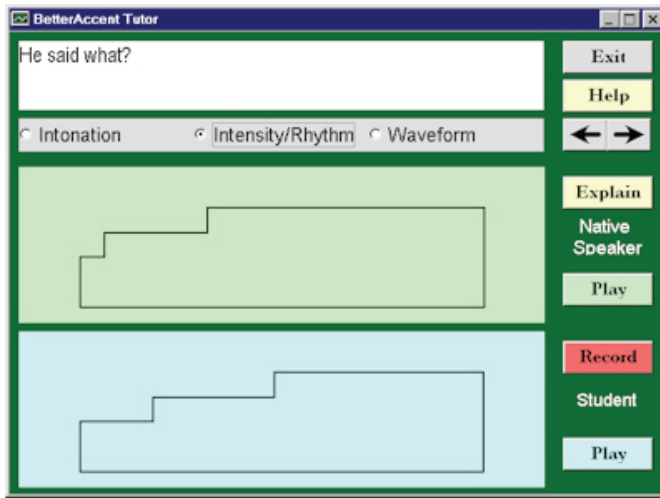 BetterAccent Tutor
He said what?
Exit
Help
Intonation
Intensity/Rhythm
Waveform
Explain
Native
Speaker
Play
Record
Student
Play